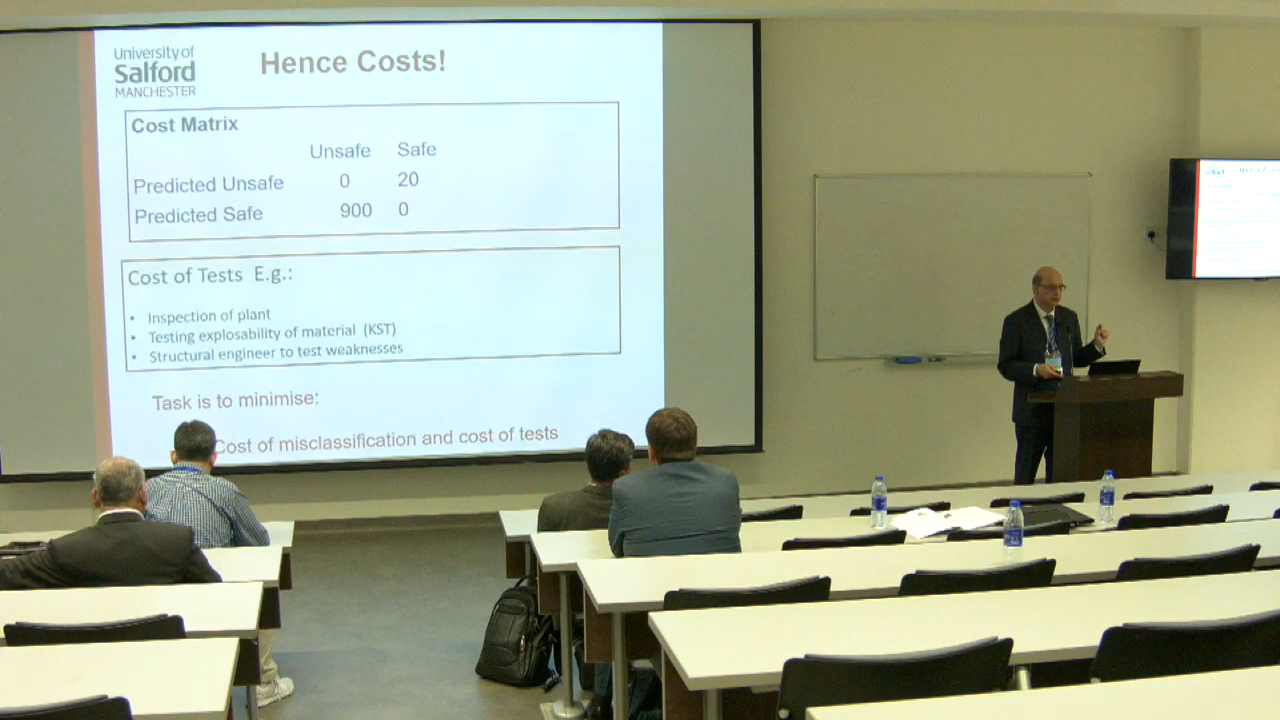 University of
Salford
MANCHESTER
Hence Costs!
Cost Matrix
Unsafe Safe
Predicted Unsafe 0 20
Predicted Safe 900 0
Cost of Tests E.g.:
• Inspection of plant
• Testing explosability of material (KST)
• Structural engineer to test weaknesses
Task is to minimise:
Cost of misclassification and cost of tests